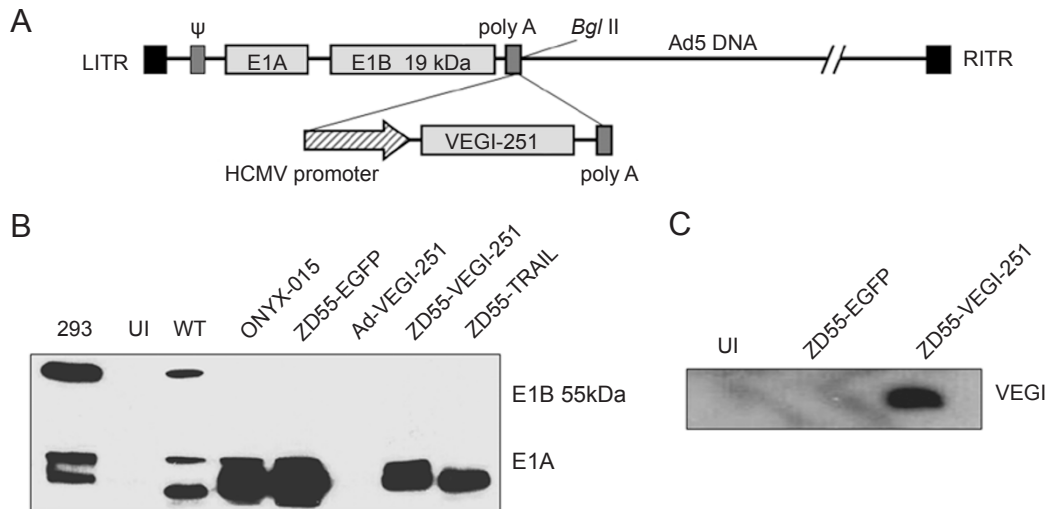 A
LITR
ψ
E1A
E1B 19 kDa
poly A
Bgl II
Ad5 DNA
RITR
VEGI-251
HCMV promoter
poly A
B
293
UI
WT
ONYX-015
ZD55-EGFP
Ad-VEGI-251
ZD55-VEGI-251
ZD55-TRAIL
E1B 55kDa
E1A
C
UI
ZD55-EGFP
ZD55-VEGI-251
VEGI